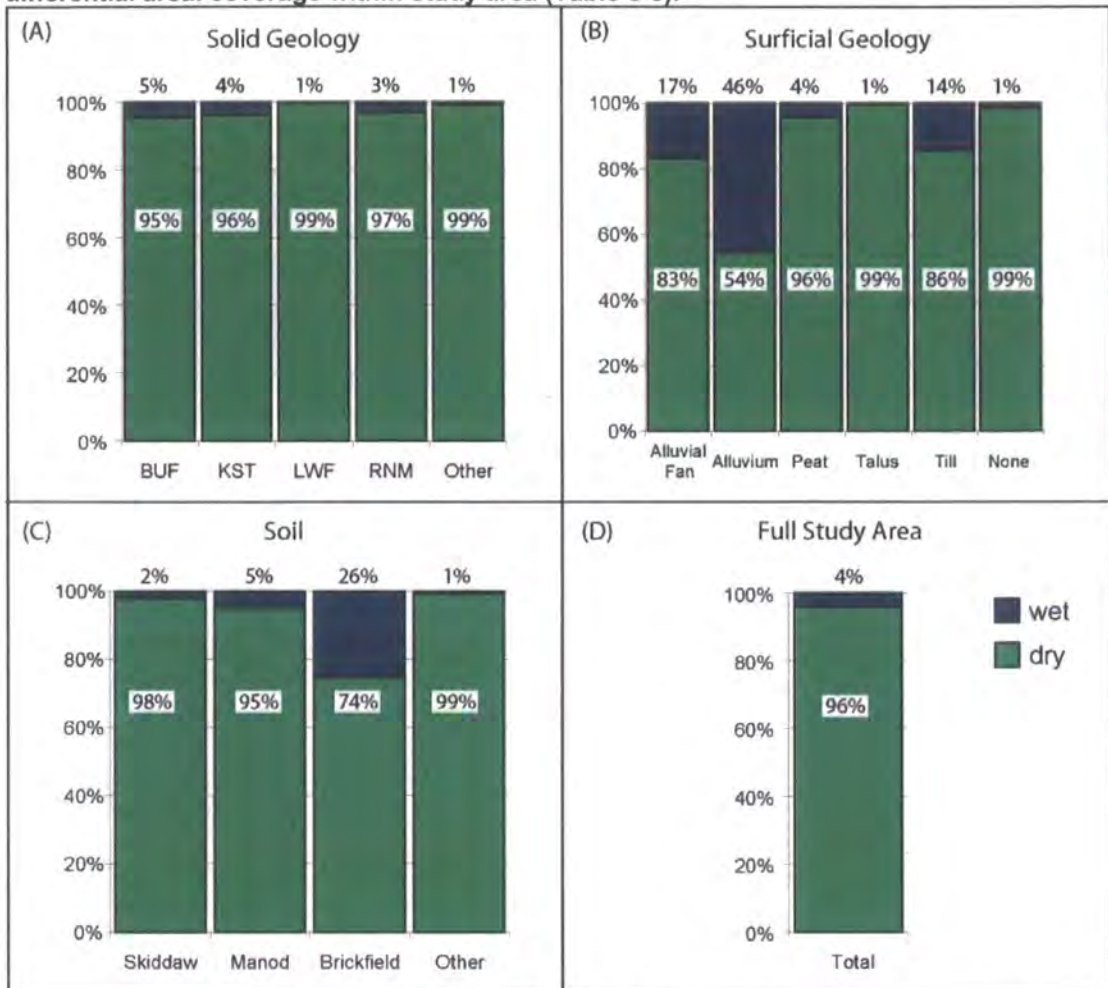 differential areal coverage within study area (Table 3-3).
(A)
Solid Geology
5% 4% 1% 3% 1%
100%
80%
60%
40%
20%
0%
95% 96% 99% 97% 99%
BUF KST LWF RNM Other
(B)
Surficial Geology
17% 46% 4% 1% 14% 1%
100%
80%
60%
40%
20%
0%
83% 54% 96% 99% 86% 99%
Alluvial Fan Alluvium Peat Talus Till None
(C)
Soil
2% 5% 26% 1%
100%
80%
60%
40%
20%
0%
98% 95% 74% 99%
Skiddaw Manod Brickfield Other
(D)
Full Study Area
4%
100%
80%
60%
40%
20%
0%
96%
Total
wet
dry